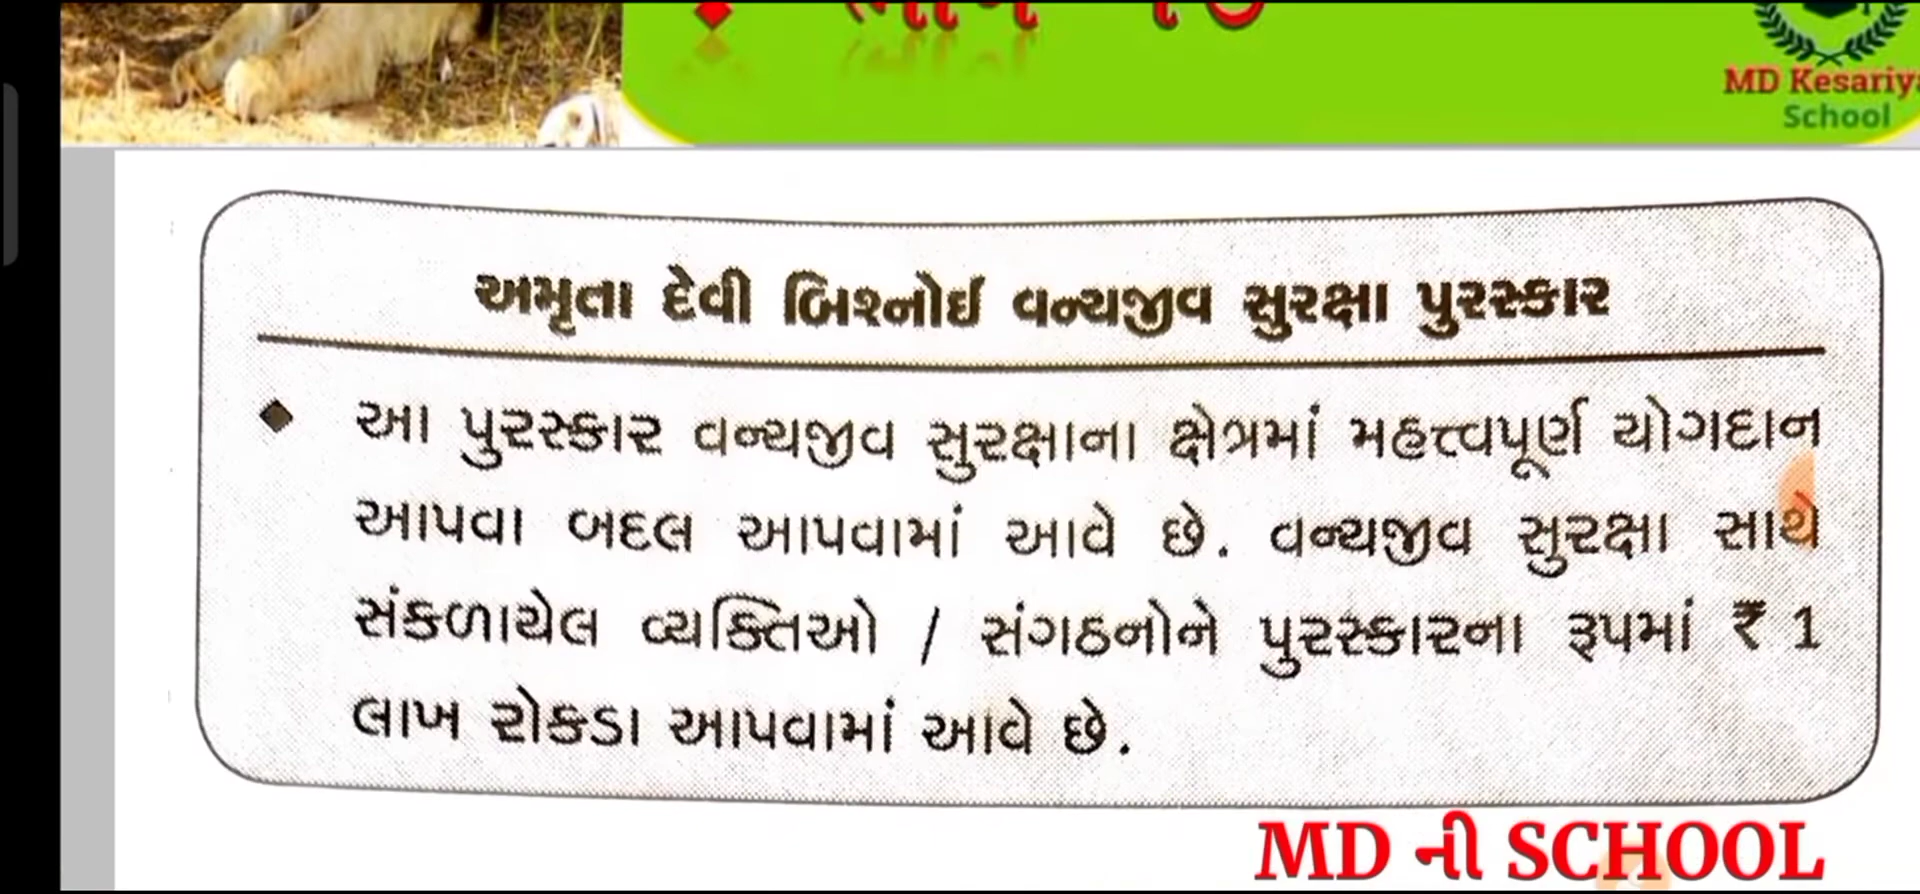 MD Kesariya
School
અમૃતા દેવી બિશ્નોઈ વન્યજીવ સુરક્ષા પુરસ્કાર
આ પુરસ્કાર વન્યજીવ સુરક્ષાના ક્ષેત્રમાં મહત્ત્વપૂર્ણ યોગદાન
આપવા બદલ આપવામાં આવે છે. વન્યજીવ સુરક્ષા સાથે
સંકળાયેલ વ્યક્તિઓ / સંગઠનોને પુરસ્કારના રૂપમાં ₹ 1
લાખ રોકડા આપવામાં આવે છે.
MD ની SCHOOL